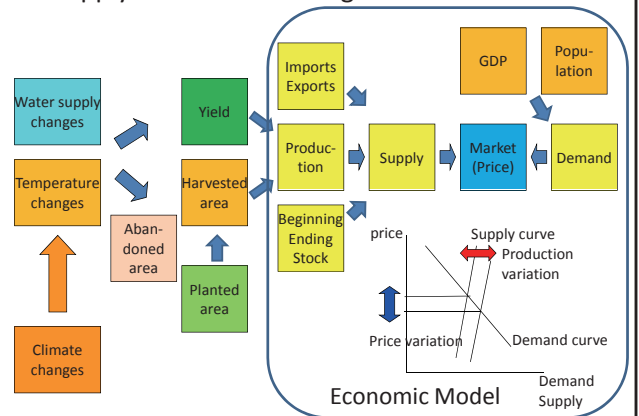 Imports
Exports
GDP
Popu-
lation
Water supply
changes
Yield
Produc-
tion
Supply
Market
(Price)
Demand
Temperature
changes
Harvested
area
Aban-
doned
area
Beginning
Ending
Stock
Planted
area
Climate
changes
price
Supply curve
Production
variation
Price variation
Demand curve
Demand
Supply
Economic Model